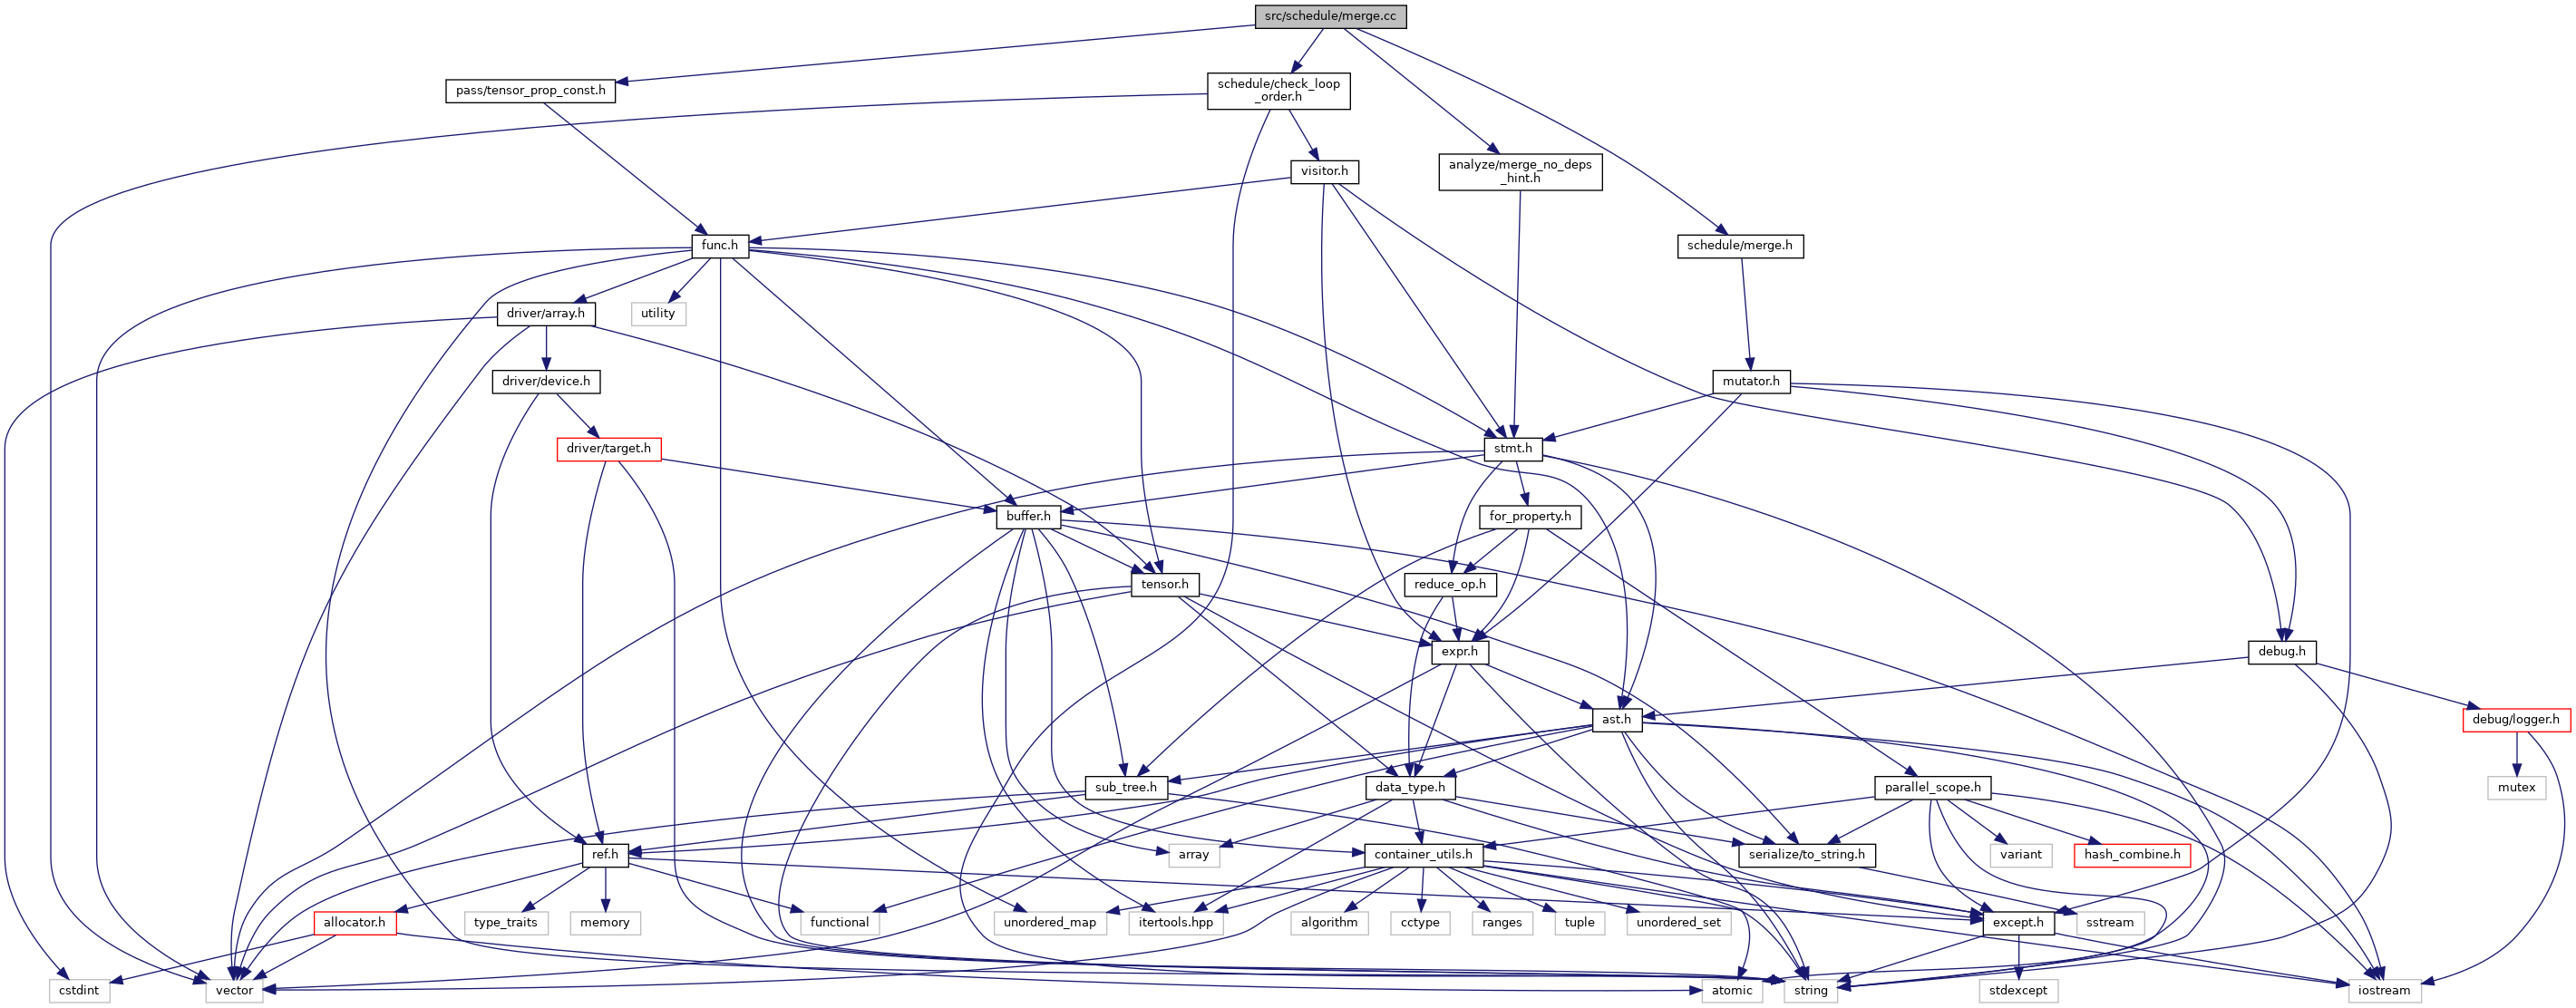 src/schedule/merge.cc
pass/tensor_prop_const.h
schedule/check_loop
_order.h
visitor.h
analyze/merge_no_deps
_hint.h
func.h
schedule/merge.h
driver/array.h
utility
driver/device.h
mutator.h
driver/target.h
stmt.h
buffer.h
for_property.h
tensor.h
reduce_op.h
expr.h
debug.h
ast.h
debug/logger.h
sub_tree.h
data_type.h
parallel_scope.h
mutex
ref.h
array
container_utils.h
serialize/to_string.h
variant
hash_combine.h
allocator.h
type_traits
memory
functional
unordered_map
itertools.hpp
algorithm
cctype
ranges
tuple
unordered_set
except.h
sstream
cstdint
vector
atomic
string
stdexcept
iostream